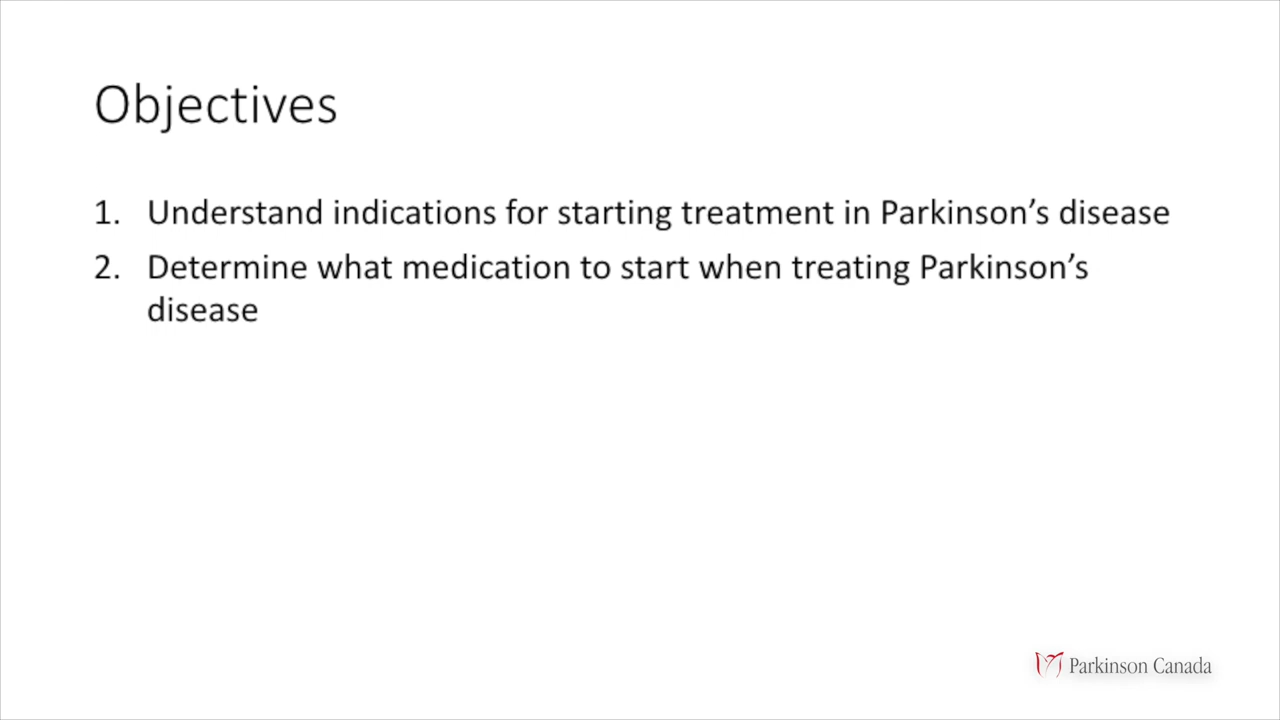 Objectives
1. Understand indications for starting treatment in Parkinson’s disease
2. Determine what medication to start when treating Parkinson’s
disease
Parkinson Canada